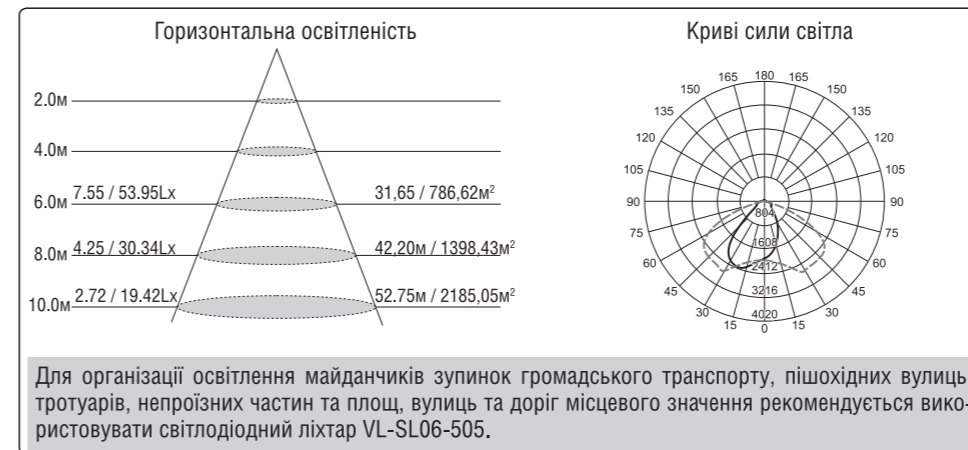 Горизонтальна освітленість
2.0м
4.0м
7.55 / 53.95Lx 31,65 / 786,62м²
6.0м
4.25 / 30.34Lx 42,20м / 1398,43м²
8.0м
2.72 / 19.42Lx 52.75м / 2185,05м²
10.0м
Криві сили світла
165 180 165
150 150
135 135
120 120
105 105
90 90
804
75 75
1608
60 60
2412
45 3216 45
30 4020 30
15 0 15
Для організації освітлення майданчиків зупинок громадського транспорту, пішохідних вулиць
тротуарів, непроїзних частин та площ, вулиць та доріг місцевого значення рекомендується вико-
ристовувати світлодіодний ліхтар VL-SL06-505.